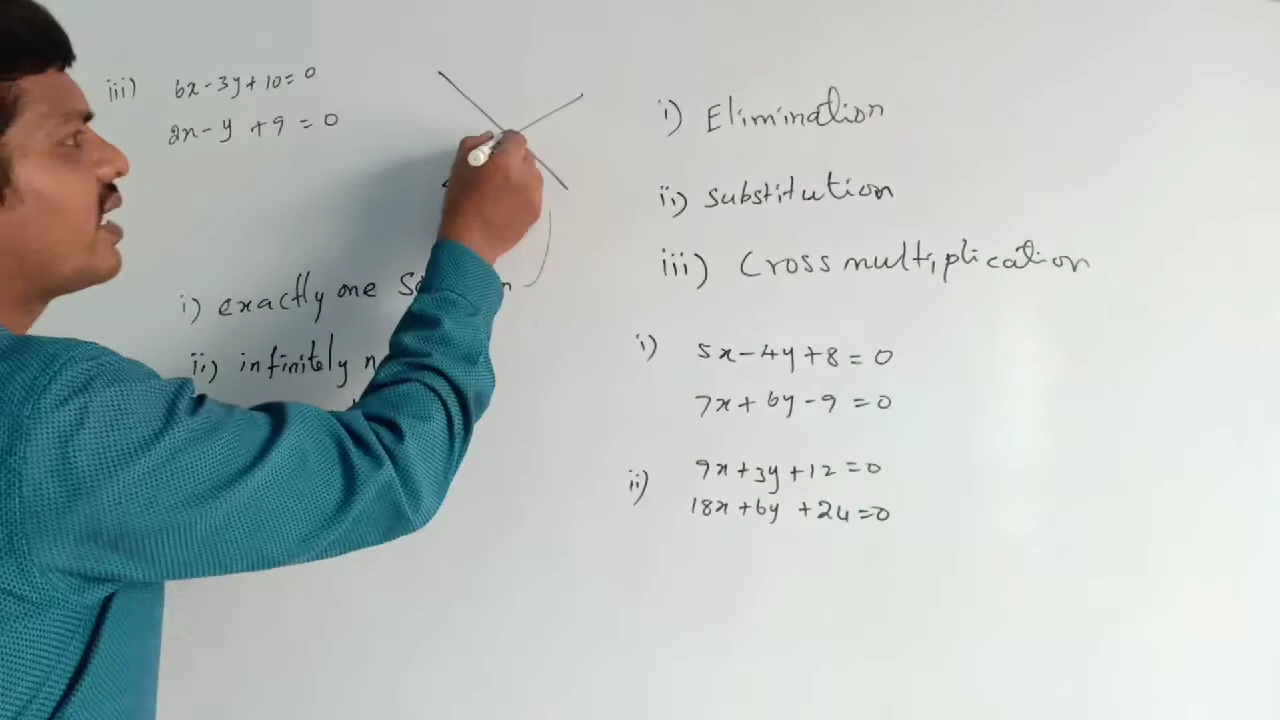 iii) 6x - 3y + 10 = 0
2x - y + 9 = 0
i) exactly one
ii) infinitely
i) Elimination
ii) substitution
iii) Cross multiplication
i) 5x - 4y + 8 = 0
7x + 6y - 9 = 0
ii) 9x + 3y + 12 = 0
18x + 6y + 24 = 0